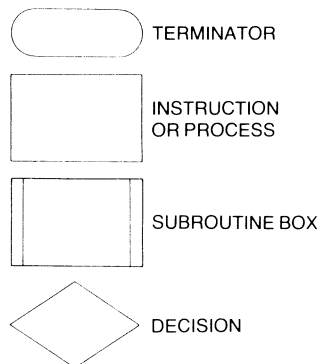 TERMINATOR
INSTRUCTION
OR PROCESS
SUBROUTINE BOX
DECISION